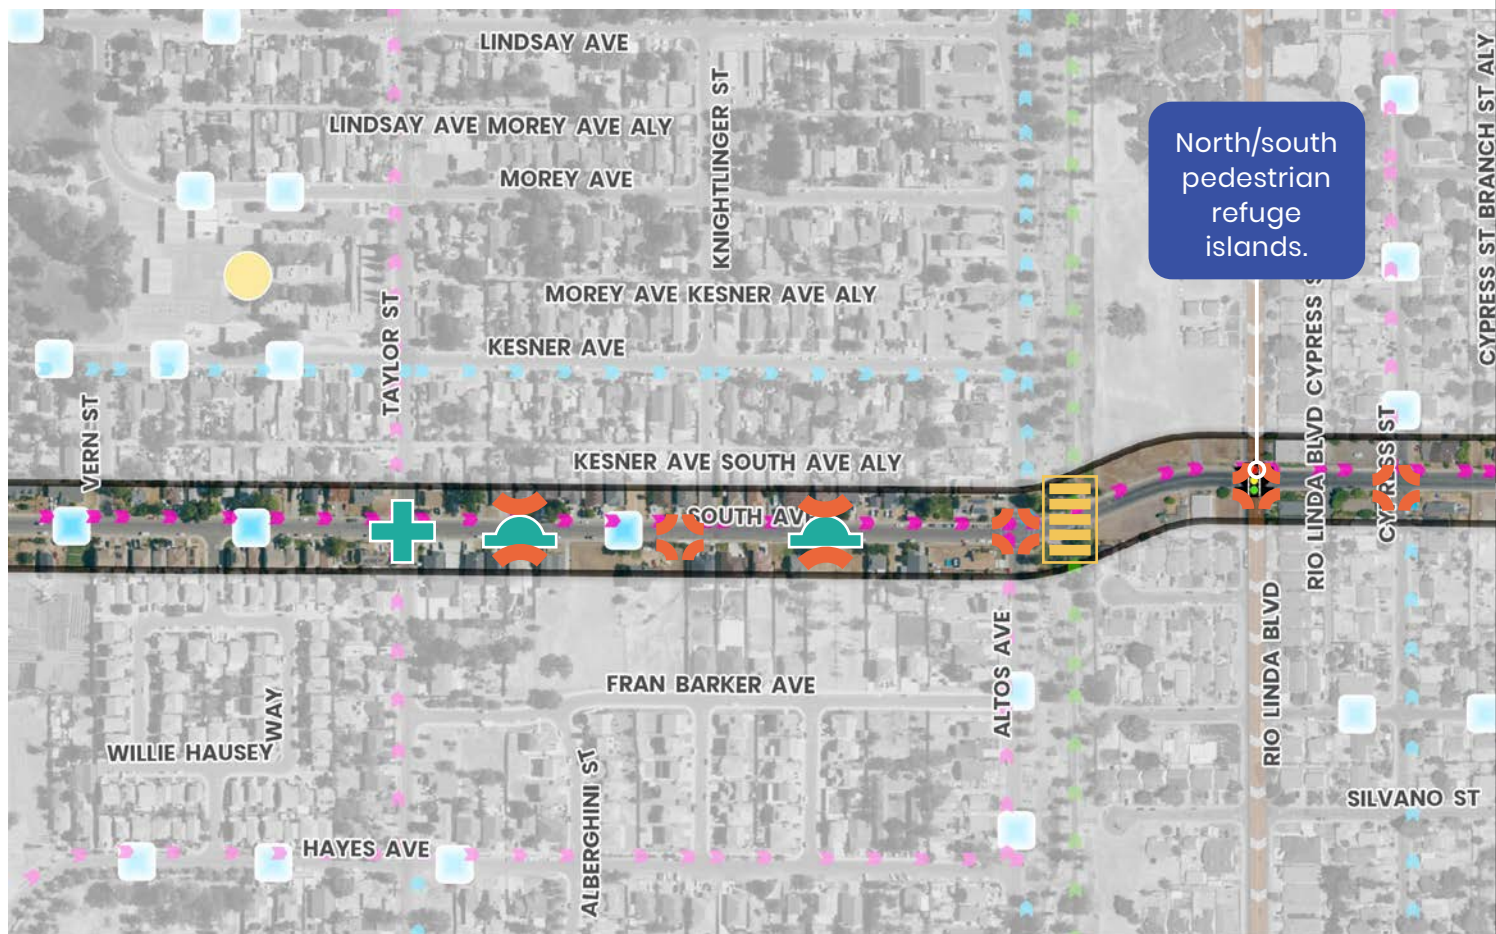 LINDSAY AVE
LINDSAY AVE MOREY AVE ALY
MOREY AVE
KNIGHTLINGER ST
North/south
pedestrian
refuge
islands.
CYPRESS ST BRANCH ST ALY
MOREY AVE KESNER AVE ALY
TAYLOR ST
KESNER AVE
VERN ST
KESNER AVE SOUTH AVE ALY
RIO LINDA BLVD CYPRESS S
CYPRESS ST
SOUTH AV
ALTOS AVE
RIO LINDA BLVD
FRAN BARKER AVE
WILLIE HAUSEY WAY
ALBERGHINI ST
SILVANO ST
HAYES AVE